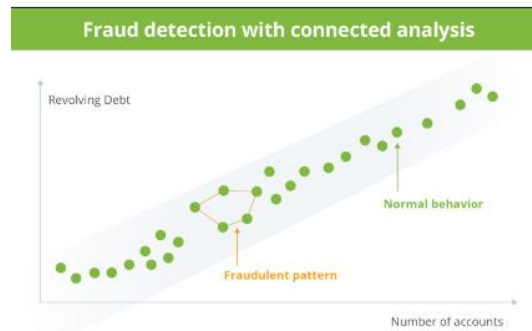 Fraud detection with connected analysis
Revolving Debt
Normal behavior
Fraudulent pattern
Number of accounts